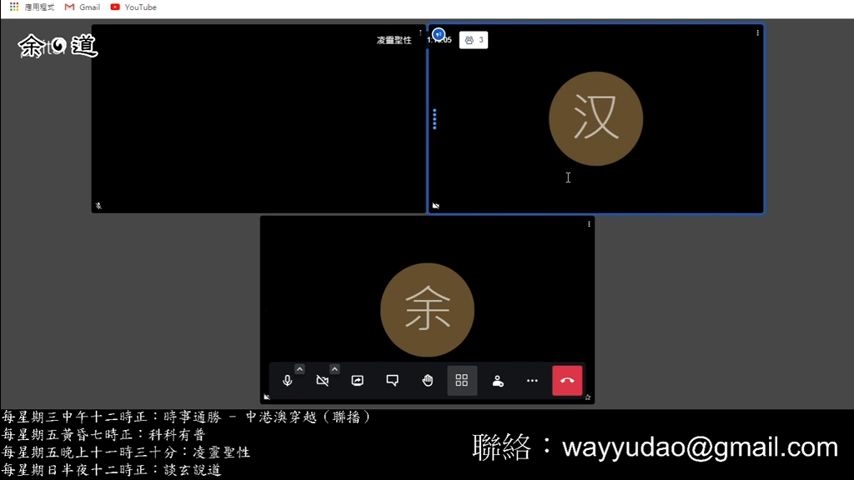 應用程式 Gmail YouTube
余道
凌靈聖性
3
汉
余
每星期三中午十二時正：時事通勝 - 中港澳穿越（聯播）
每星期五黃昏七時正：科科有普
每星期五晚上十一時三十分：凌靈聖性
每星期日半夜十二時正：談玄說道
聯絡：wayyudao@gmail.com